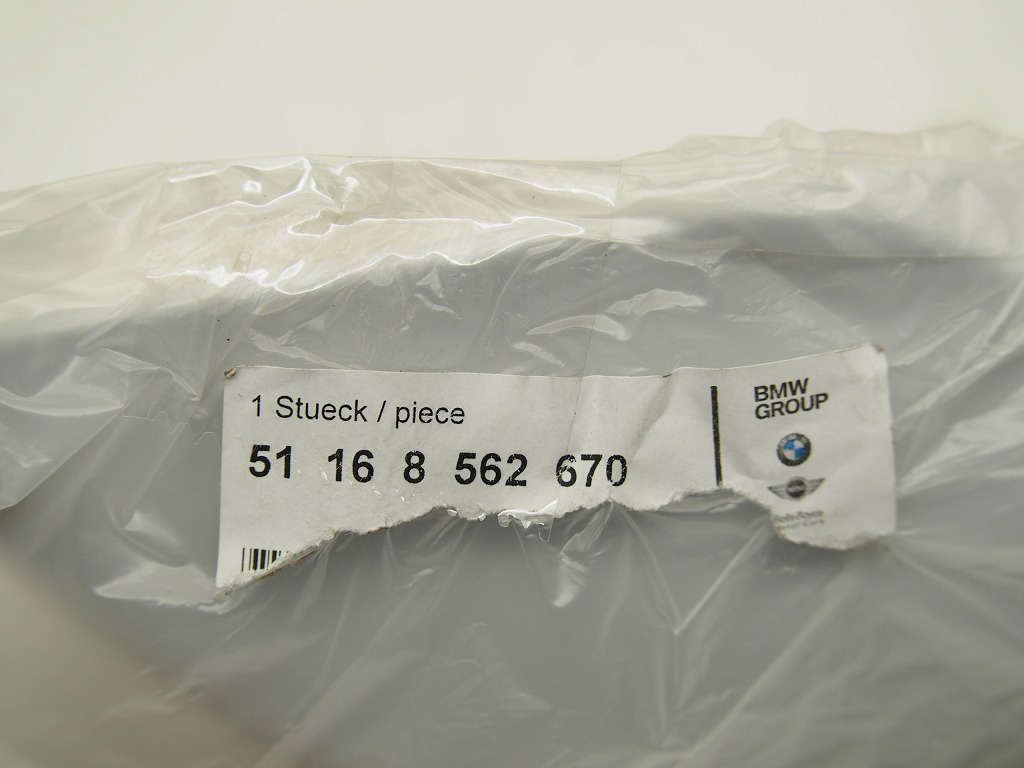 1 Stueck / piece
51 16 8 562 670
BMW
GROUP